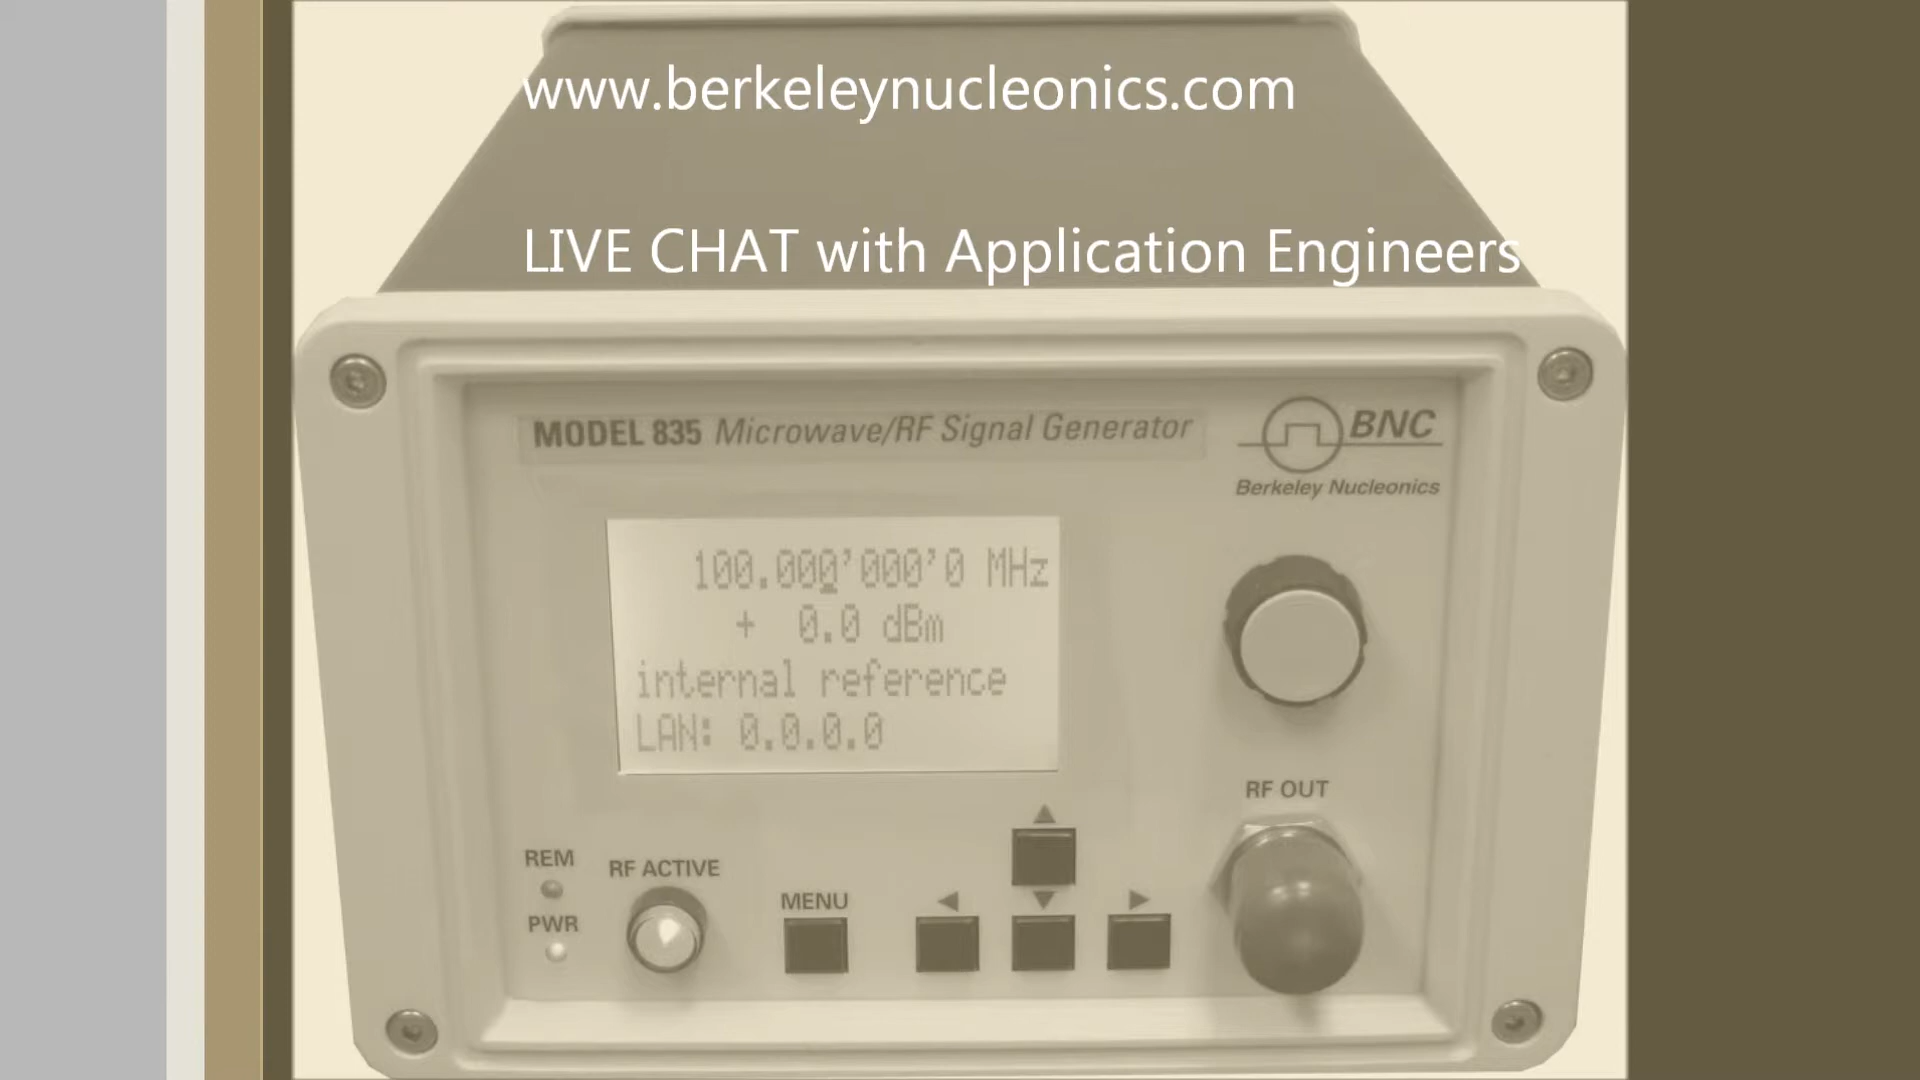 www.berkeleynucleonics.com
LIVE CHAT with Application Engineers
MODEL 835 Microwave/RF Signal Generator
BNC
Berkeley Nucleonics
100.000'000'0 MHz
+ 0.0 dBm
internal reference
LAN: 0.0.0.0
RF OUT
REM
RF ACTIVE
MENU
PWR